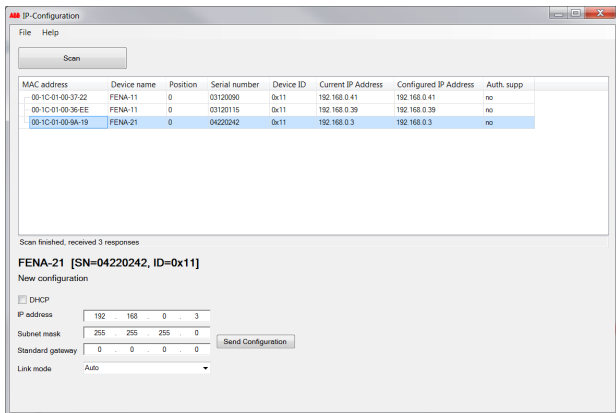 ABB IP-Configuration
File Help
Scan
MAC address Device name Position Serial number Device ID Current IP Address Configured IP Address Auth. supp
00-1C-01-00-37-22 FENA-11 0 03120090 0x11 192.168.0.41 192.168.0.41 no
00-1C-01-00-36-EE FENA-11 0 03120115 0x11 192.168.0.39 192.168.0.39 no
00-1C-01-00-9A-19 FENA-21 0 04220242 0x11 192.168.0.3 192.168.0.3 no
Scan finished, received 3 responses
FENA-21 [SN=04220242, ID=0x11]
New configuration
DHCP
IP address 192 . 168 . 0 . 3
Subnet mask 255 . 255 . 255 . 0
Send Configuration
Standard gateway 0 . 0 . 0 . 0
Link mode Auto